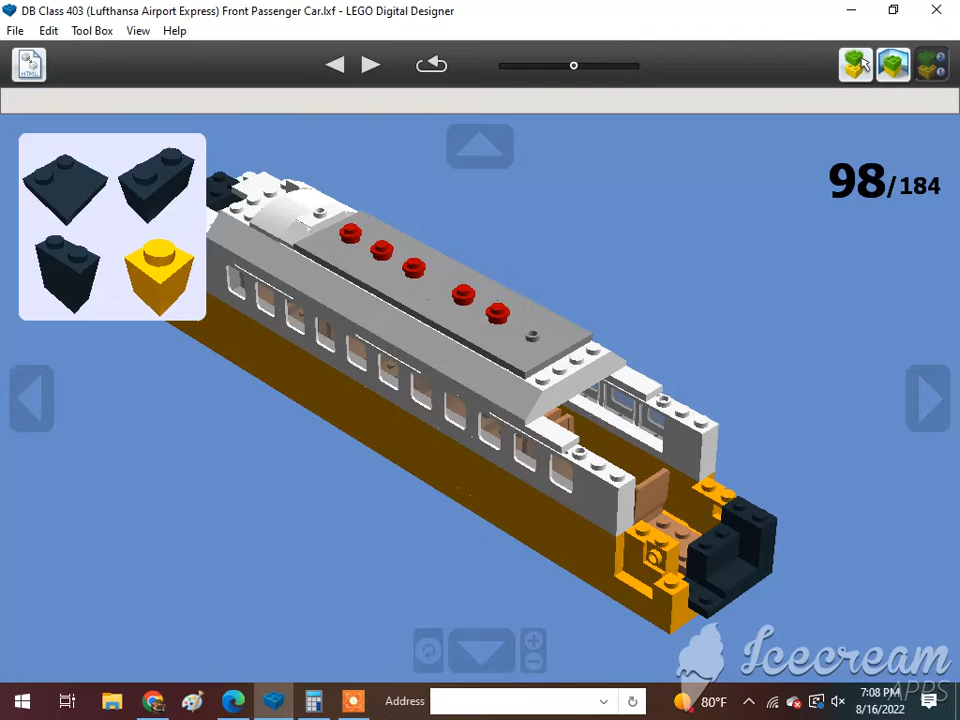 DB Class 403 (Lufthansa Airport Express) Front Passenger Car.lxf - LEGO Digital Designer
File Edit Tool Box View Help
HTML
98/184
Icecream
APPS
Address
80°F
7:08 PM
8/16/2022